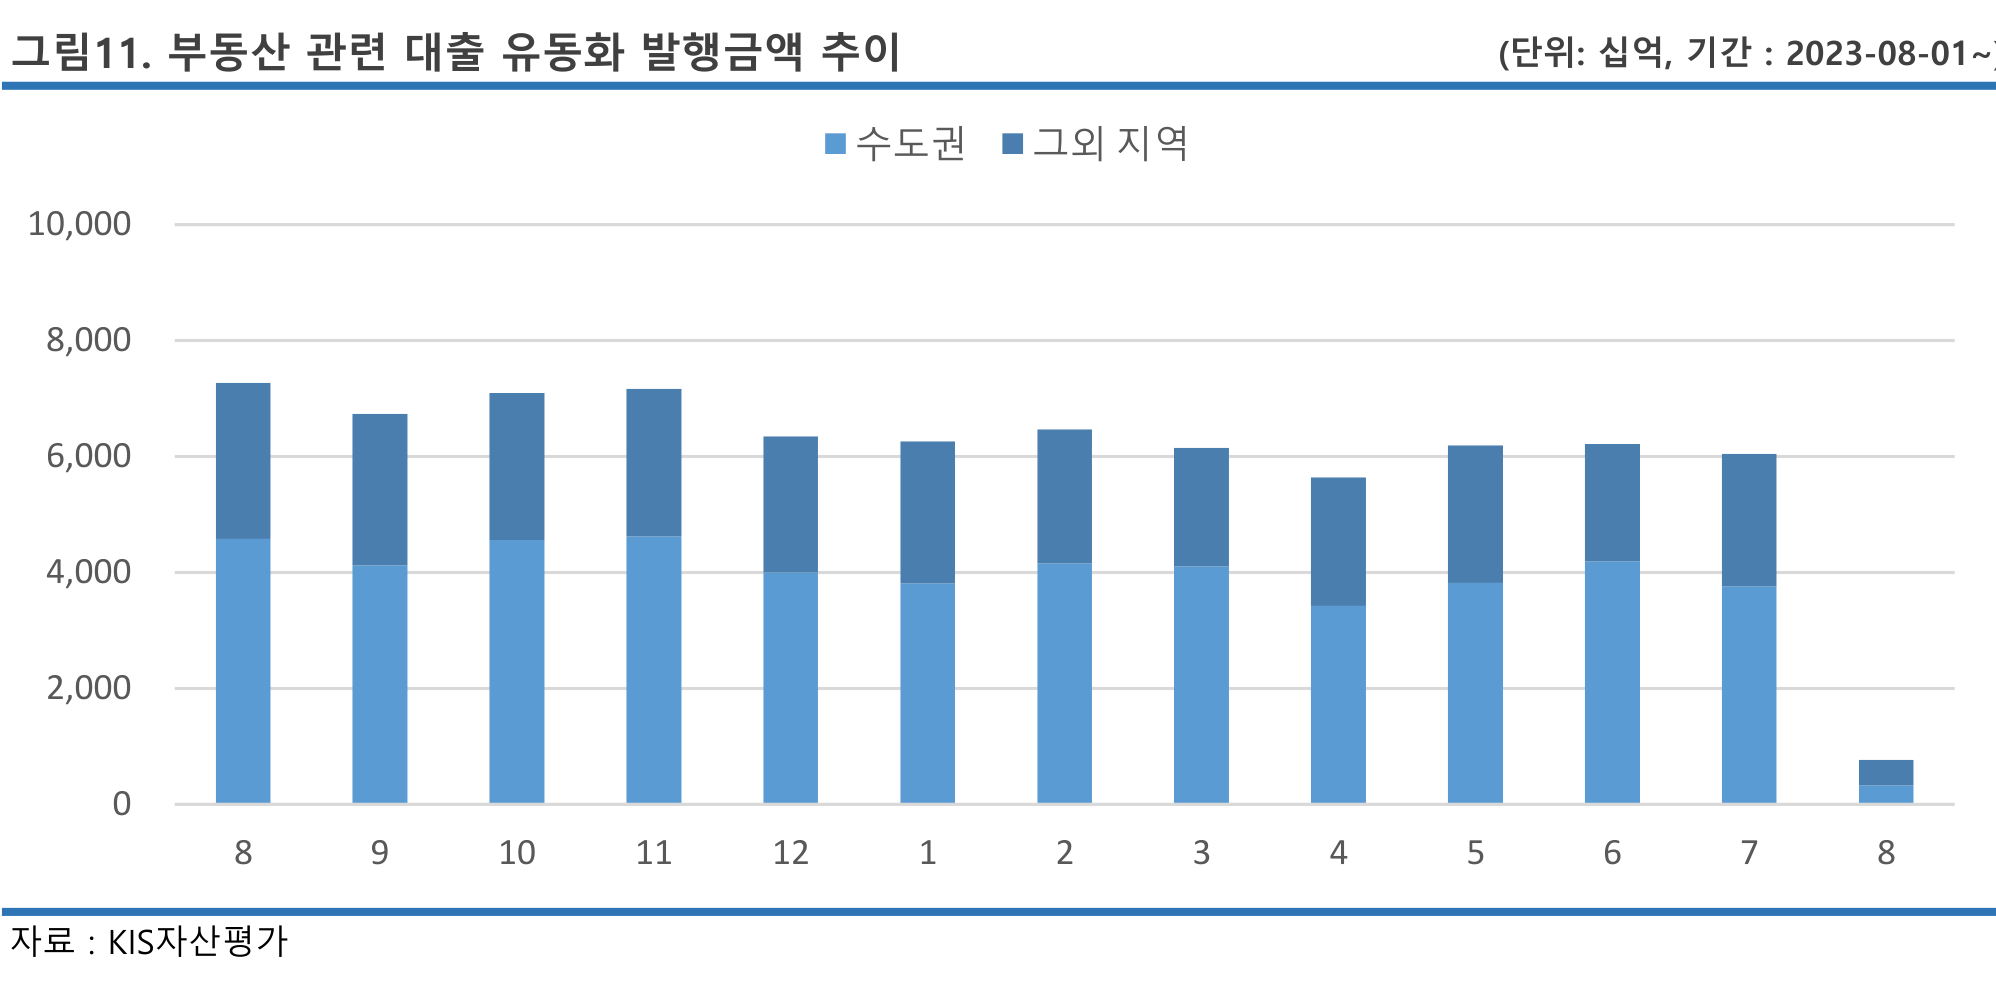 그림11. 부동산 관련 대출 유동화 발행금액 추이 (단위: 십억, 기간 : 2023-08-01~)
수도권 그외 지역
10,000
8,000
6,000
4,000
2,000
0
8 9 10 11 12 1 2 3 4 5 6 7 8
자료 : KIS자산평가